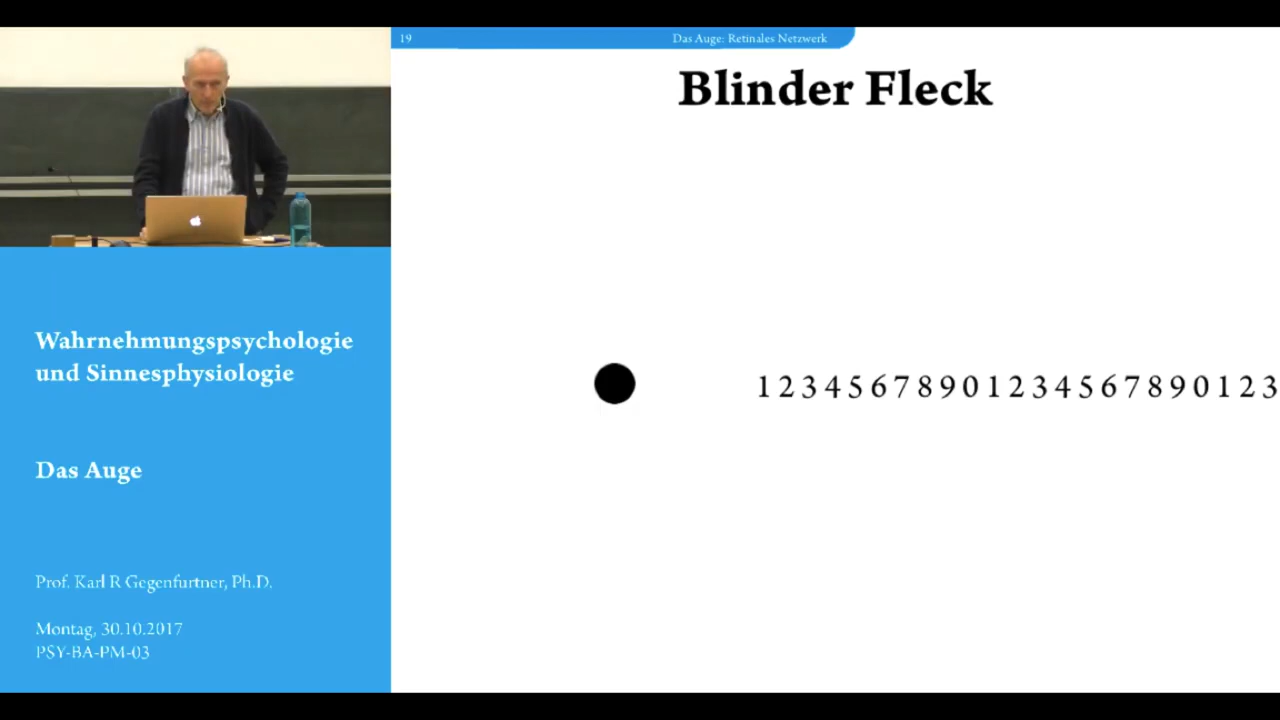 19
Das Auge: Retinales Netzwerk
Blinder Fleck
1 2 3 4 5 6 7 8 9 0 1 2 3 4 5 6 7 8 9 0 1 2 3
Wahrnehmungspsychologie
und Sinnesphysiologie
Das Auge
Prof. Karl R Gegenfurtner, Ph.D.
Montag, 30.10.2017
PSY-BA-PM-03